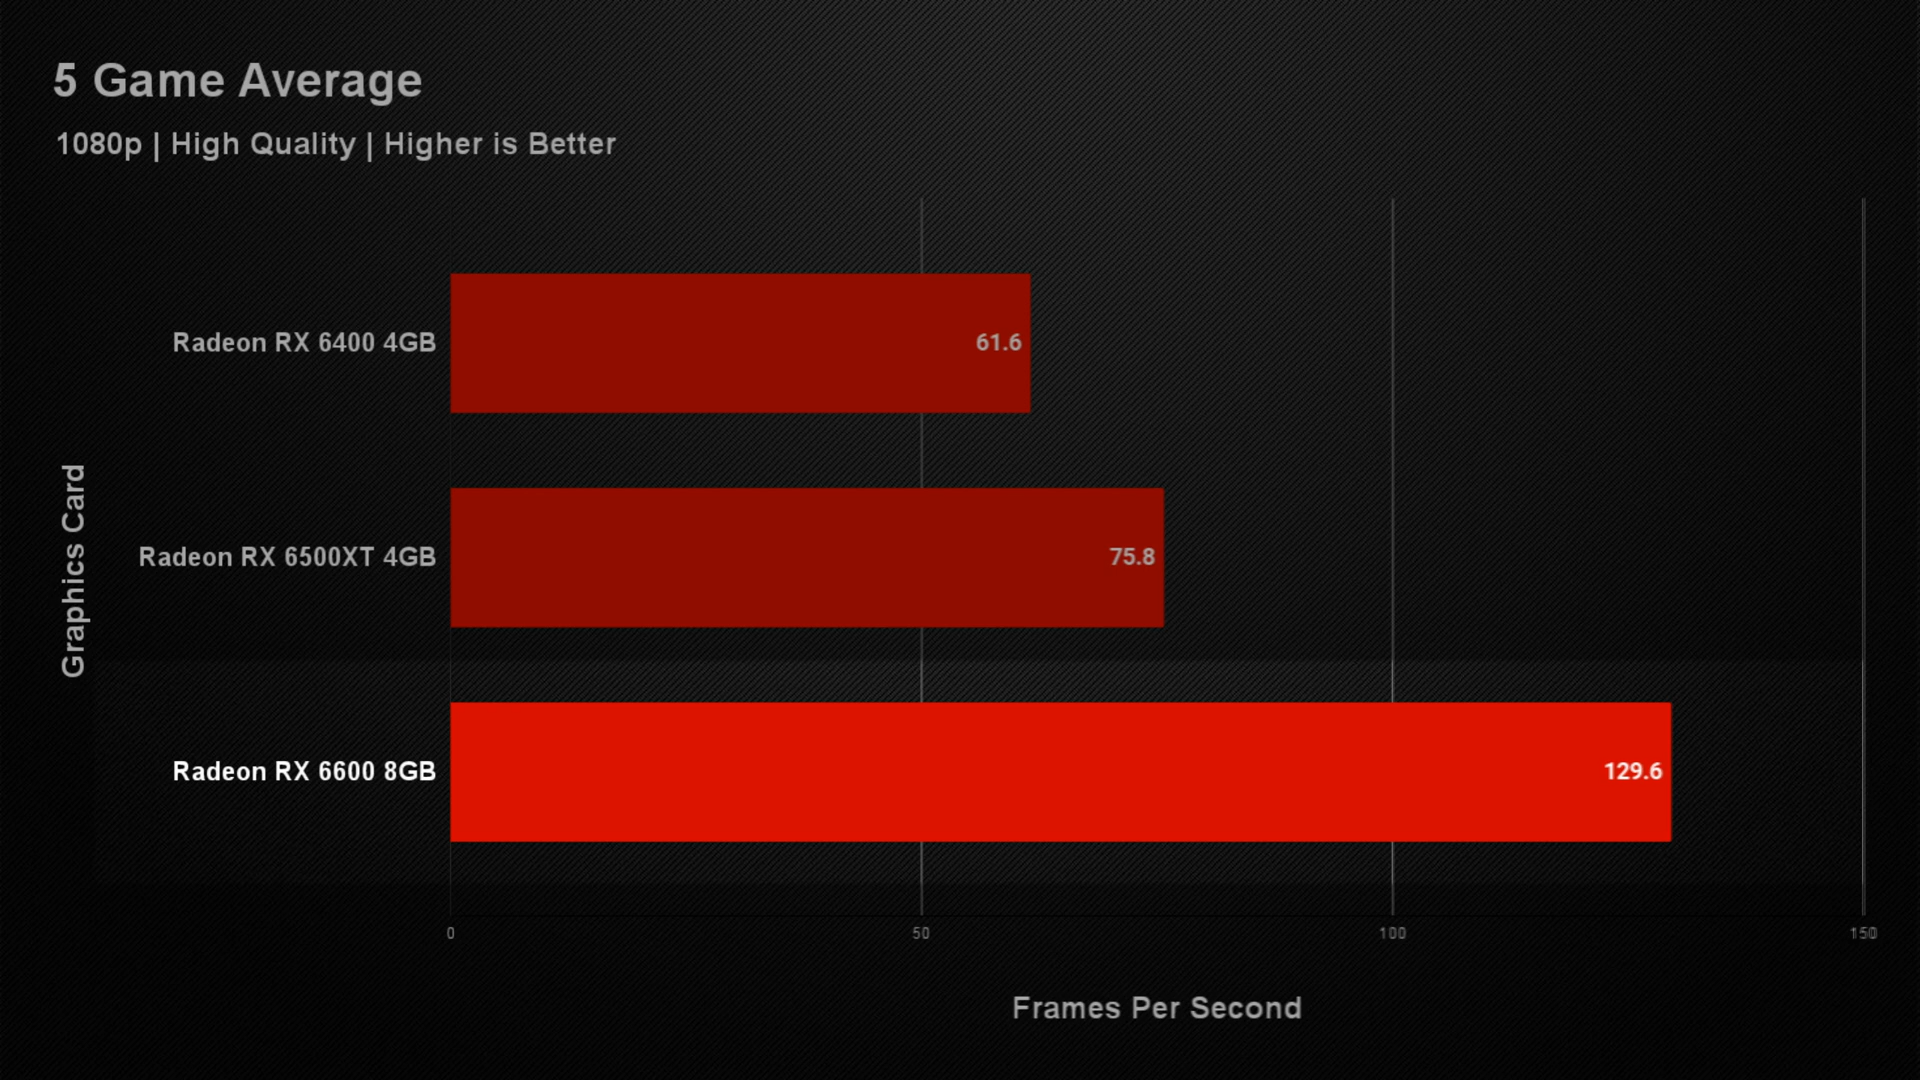 5 Game Average
1080p | High Quality | Higher is Better
Graphics Card
Radeon RX 6400 4GB
61.6
Radeon RX 6500XT 4GB
75.8
Radeon RX 6600 8GB
129.6
0
50
100
150
Frames Per Second